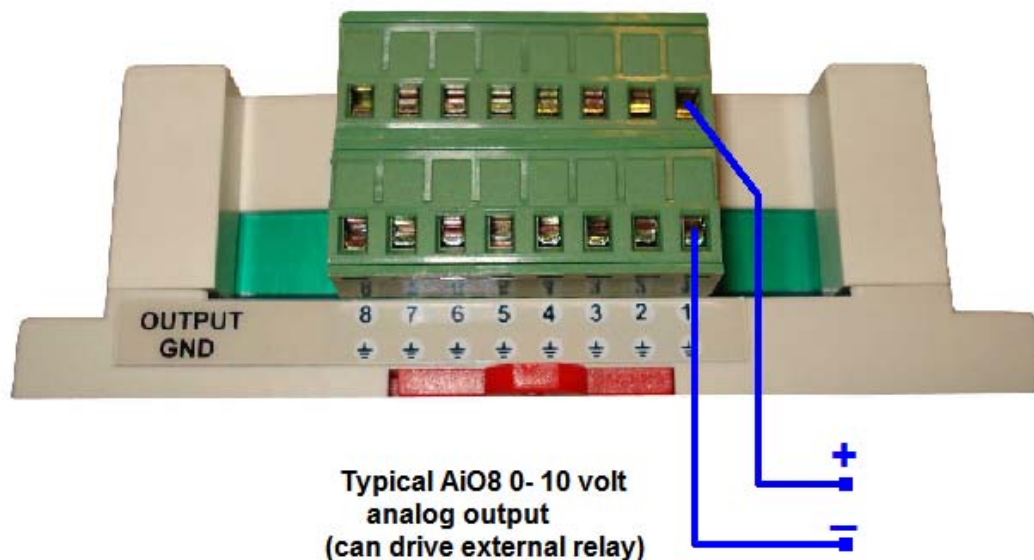 OUTPUT 8 7 6 5 4 3 2 1
GND
+
−
Typical AiO8 0- 10 volt
analog output
(can drive external relay)